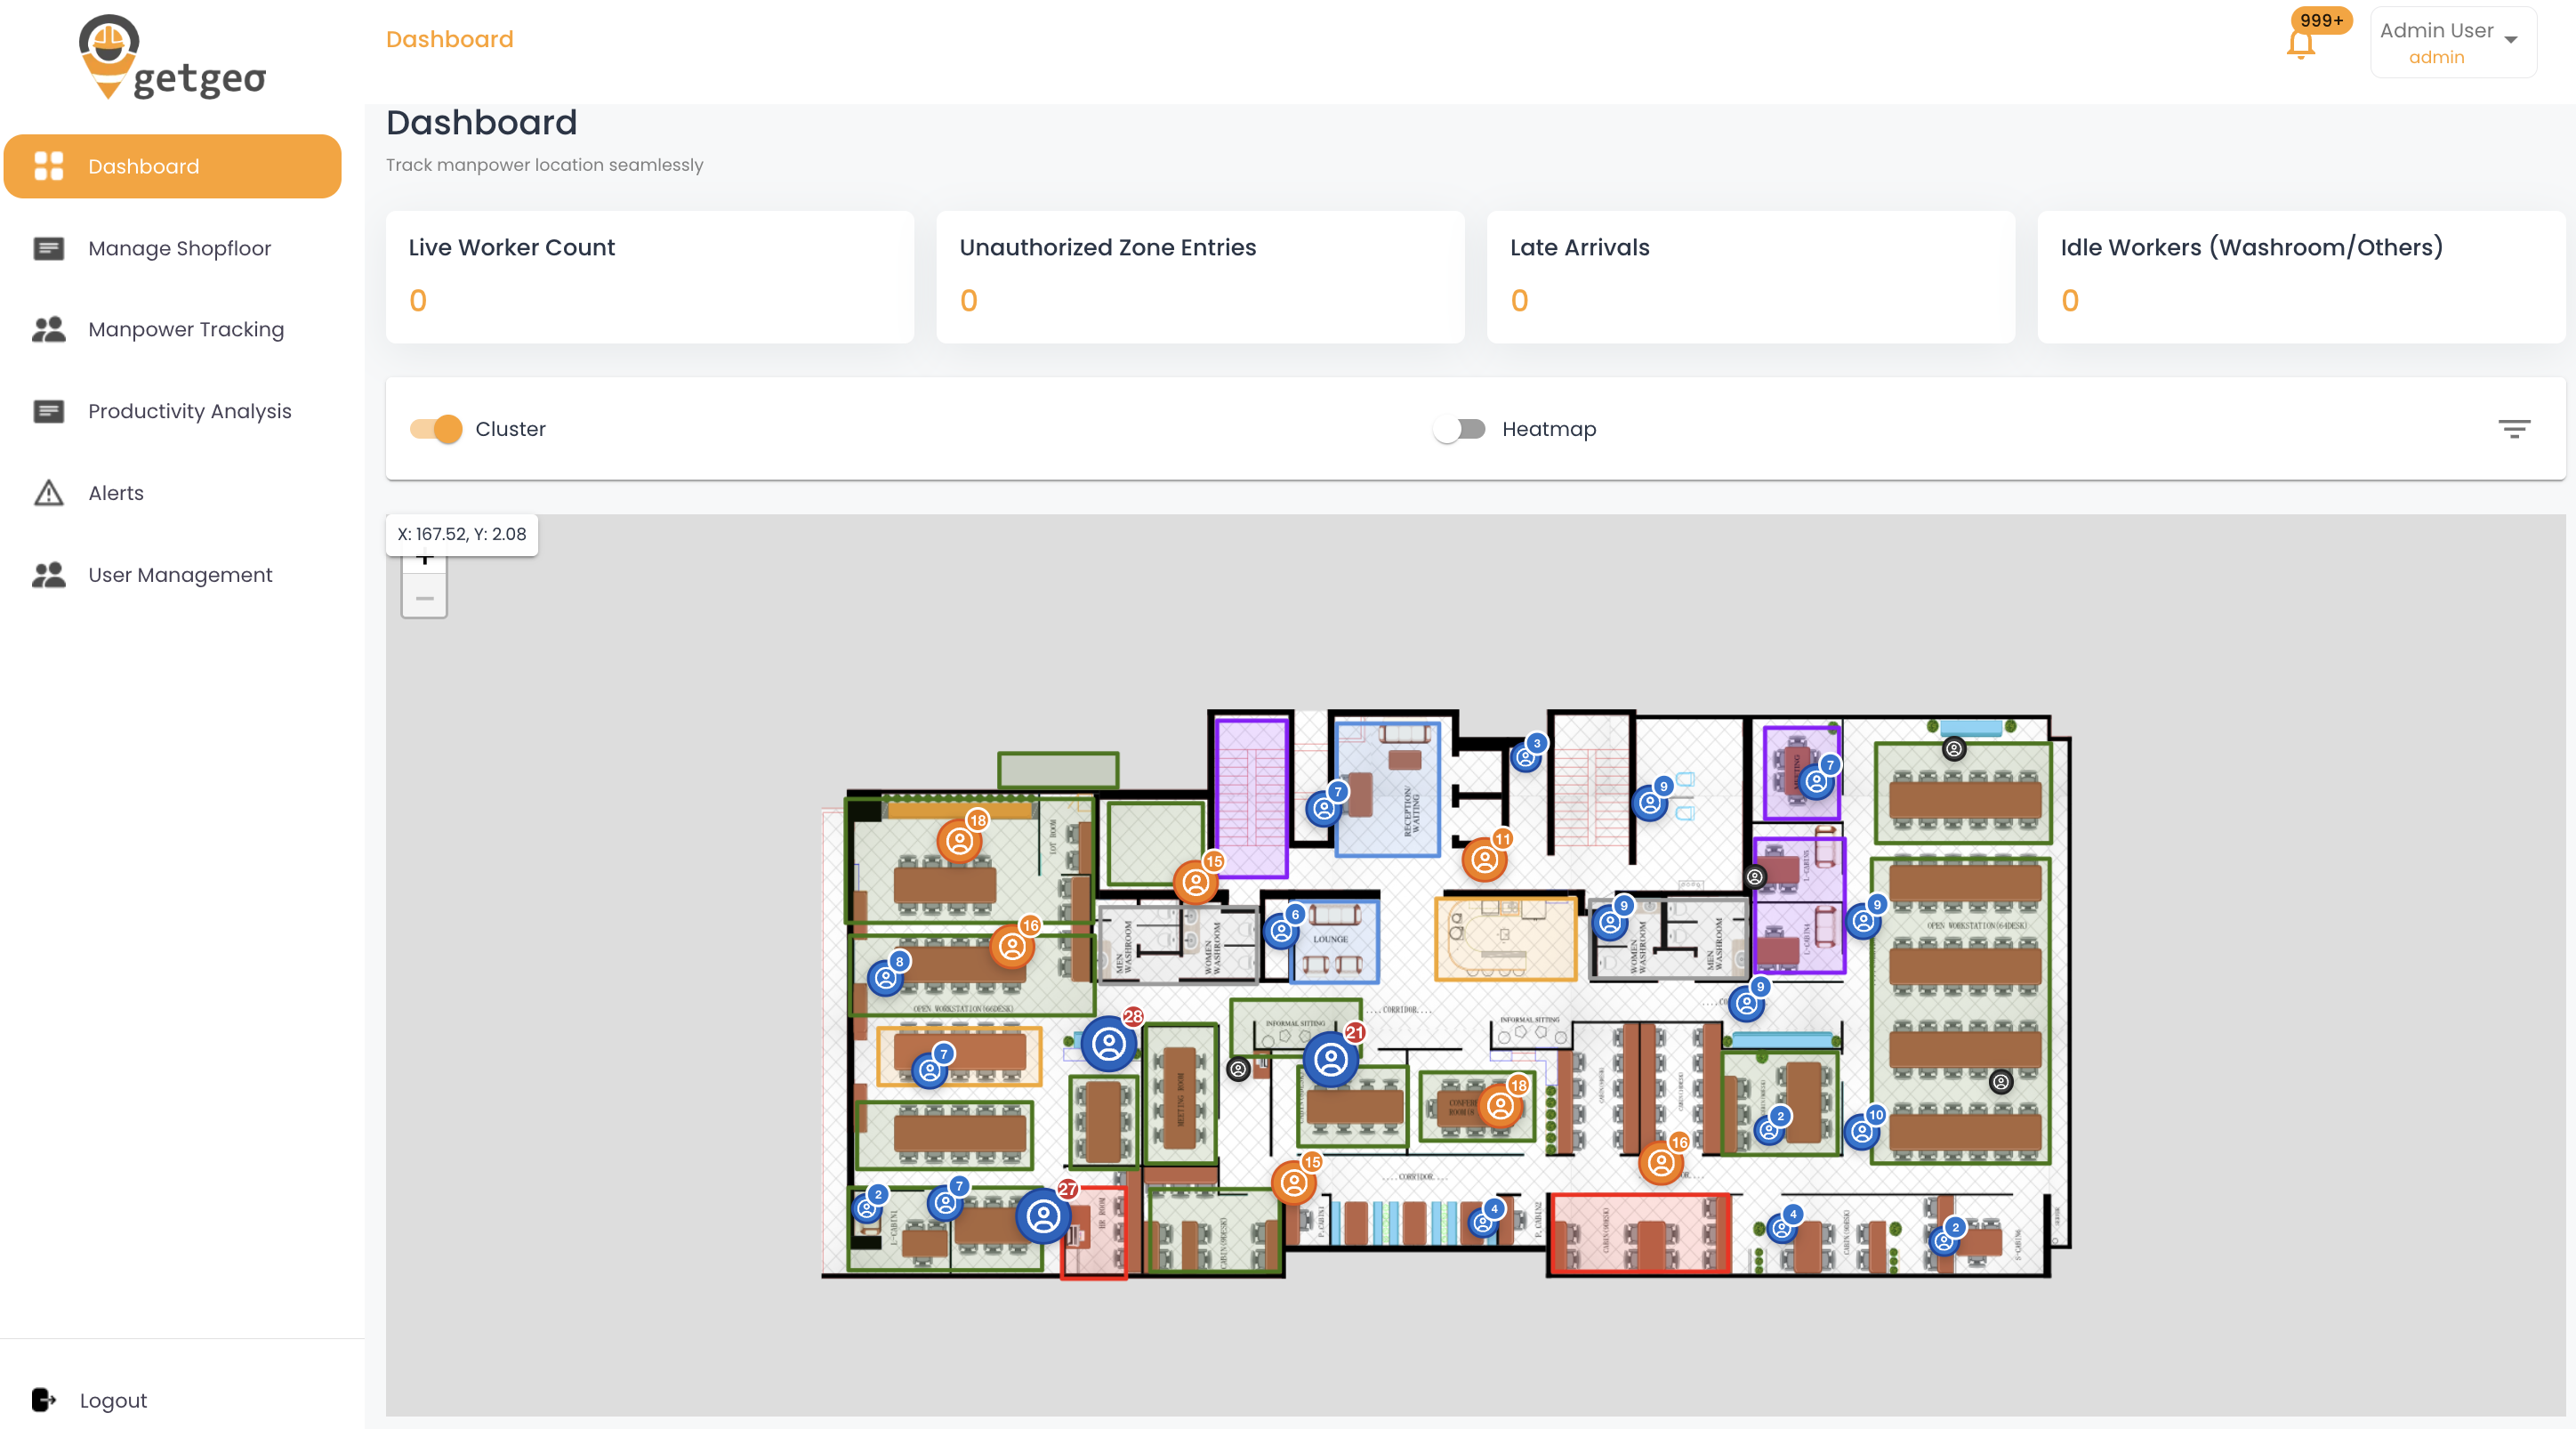 getgeo
Dashboard
999+
Admin User
admin
Dashboard
Manage Shopfloor
Manpower Tracking
Productivity Analysis
Alerts
User Management
Logout
Dashboard
Track manpower location seamlessly
Live Worker Count
0
Unauthorized Zone Entries
0
Late Arrivals
0
Idle Workers (Washroom/Others)
0
Cluster
Heatmap
X: 167.52, Y: 2.08
+
−
3
7
9
7
RECEPTION/
WAITING
18
11
15
16
8
6
9
9
MEN
WASHROOM
WOMEN
WASHROOM
LOUNGE
WOMEN
WASHROOM
MEN
WASHROOM
OPEN WORKSTATION(64DESK)
OPEN WORKSTATION(66DESK)
9
....CORRIDOR....
28
INFORMAL SITTING
21
INFORMAL SITTING
7
18
MEETING ROOM
2
10
16
15
....CORRIDOR....
27
HR ROOM
2
7
L-CABIN1
4
P.CABIN1
P.CABIN2
4
2